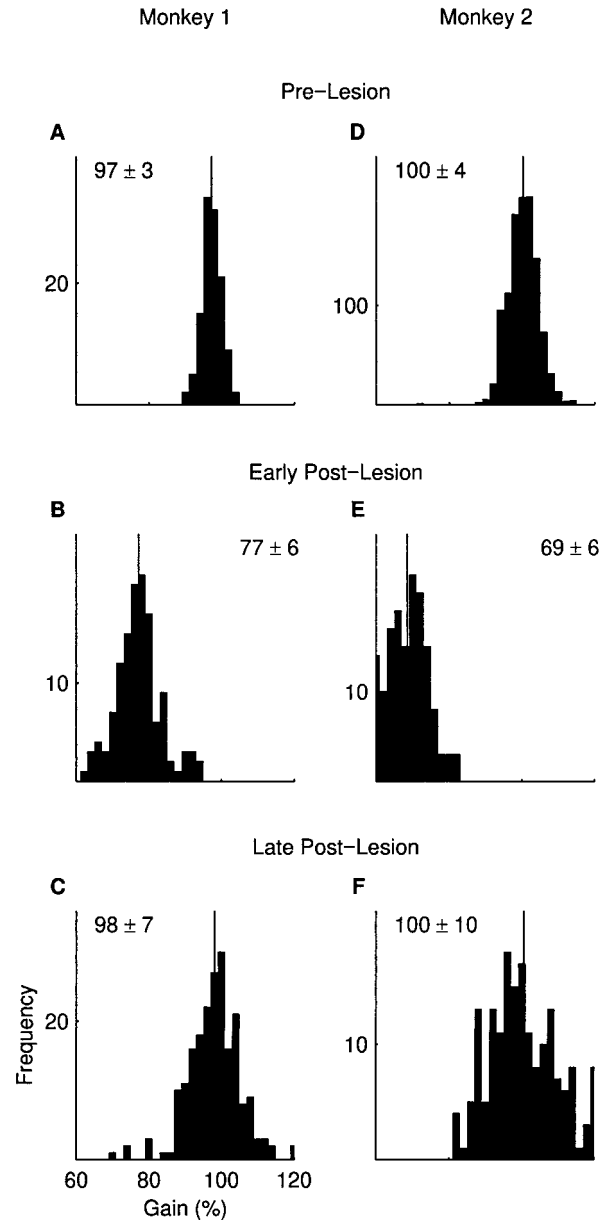 Monkey 1
Monkey 2
Pre−Lesion
A
97 ± 3
20
D
100 ± 4
100
Early Post−Lesion
B
77 ± 6
10
E
69 ± 6
10
Late Post−Lesion
C
98 ± 7
20
Frequency
60 80 100 120
Gain (%)
F
100 ± 10
10